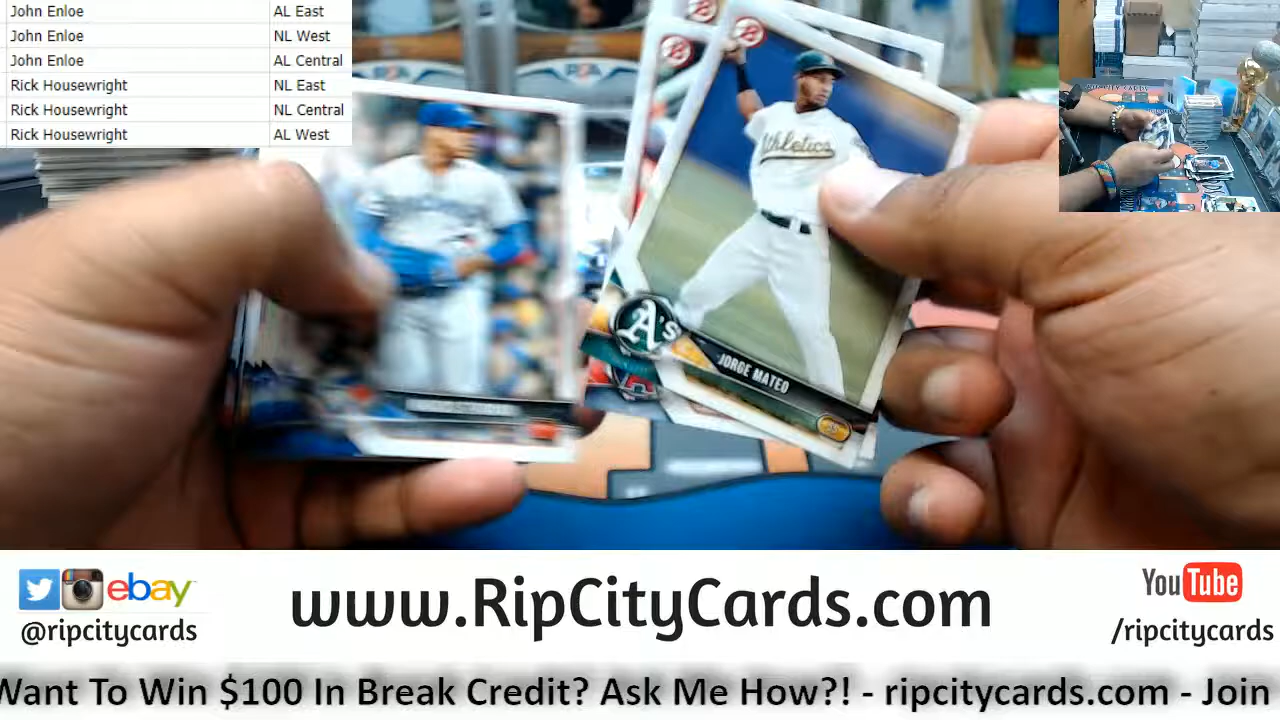 John Enloe AL East
John Enloe NL West
John Enloe AL Central
Rick Housewright NL East
Rick Housewright NL Central
Rick Housewright AL West
Athletics
A's
JORGE MATEO
ebay
@ripcitycards
www.RipCityCards.com
YouTube
/ripcitycards
Want To Win $100 In Break Credit? Ask Me How?! - ripcitycards.com - Join